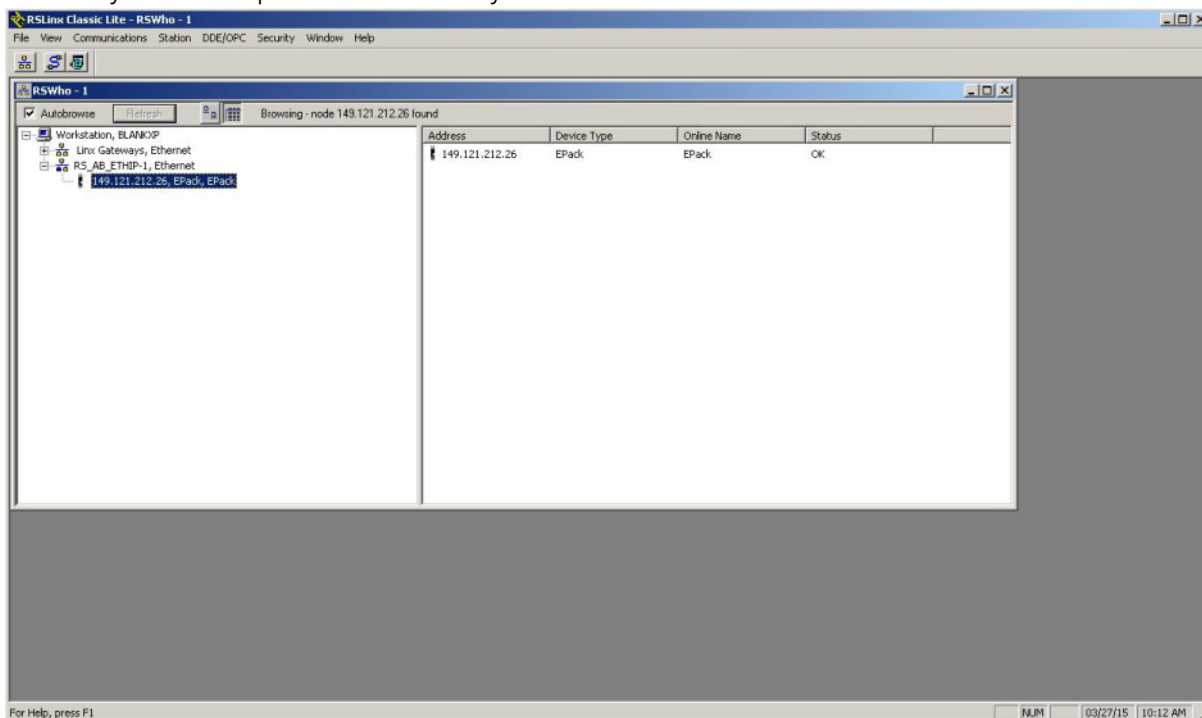 RSLinx Classic Lite - RSWho - 1
File View Communications Station DDE/OPC Security Window Help
RSWho - 1
Autobrowse Refresh Browsing - node 149.121.212.26 found
Workstation, BLANKXP
Linx Gateways, Ethernet
RS_AB_ETHIP-1, Ethernet
149.121.212.26, EPack, EPack
Address Device Type Online Name Status
149.121.212.26 EPack EPack OK
For Help, press F1 NUM 03/27/15 10:12 AM